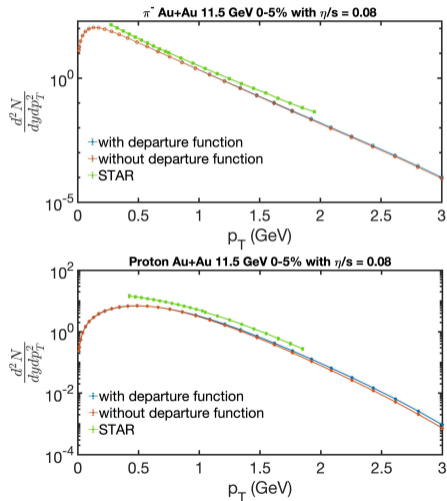 π⁻ Au+Au 11.5 GeV 0-5% with η/s = 0.08
10⁰
10⁻⁵
d²N
dydp_T²
with departure function
without departure function
STAR
0 0.5 1 1.5 2 2.5 3
p_T (GeV)
Proton Au+Au 11.5 GeV 0-5% with η/s = 0.08
10²
10⁰
10⁻²
10⁻⁴
d²N
dydp_T²
with departure function
without departure function
STAR
0 0.5 1 1.5 2 2.5 3
p_T (GeV)